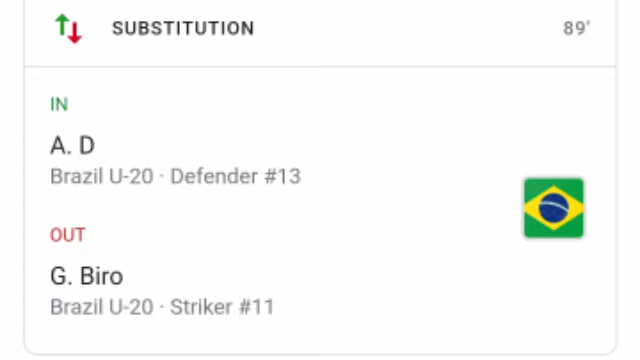 SUBSTITUTION 89'
IN
A. D
Brazil U-20 · Defender #13
OUT
G. Biro
Brazil U-20 · Striker #11